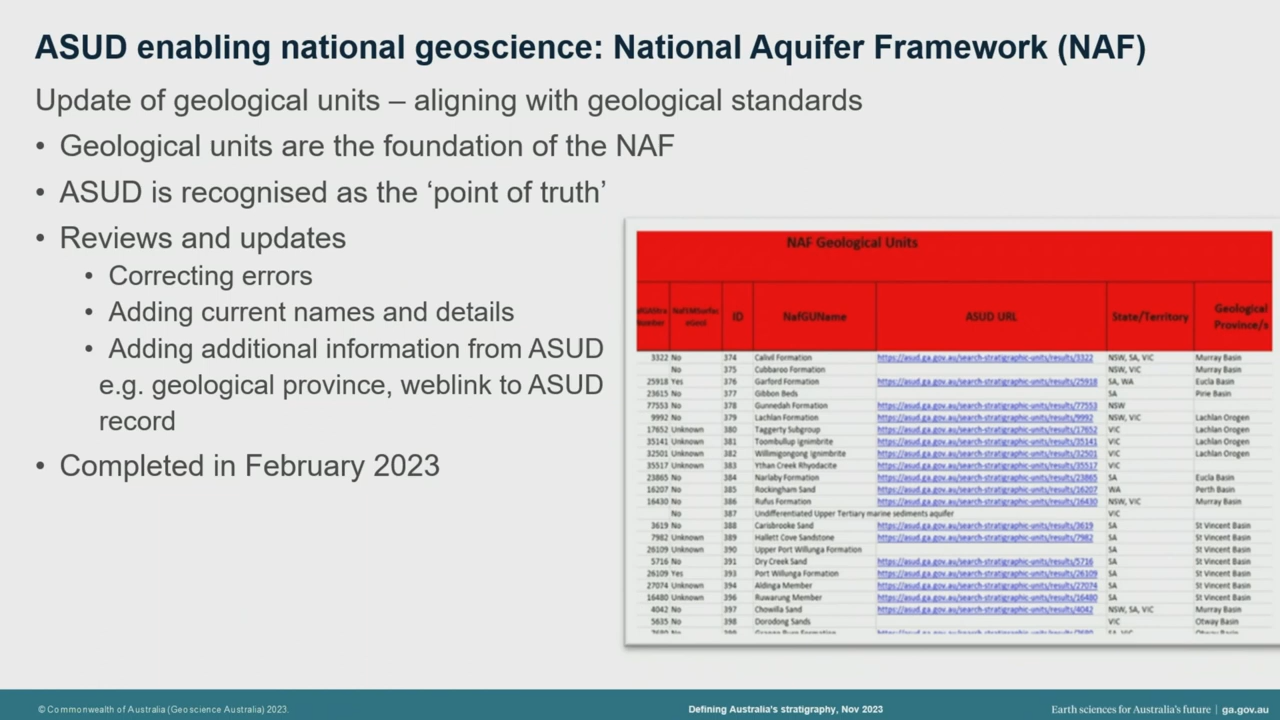 ASUD enabling national geoscience: National Aquifer Framework (NAF)
Update of geological units – aligning with geological standards
• Geological units are the foundation of the NAF
• ASUD is recognised as the ‘point of truth’
• Reviews and updates
• Correcting errors
• Adding current names and details
• Adding additional information from ASUD
e.g. geological province, weblink to ASUD
record
• Completed in February 2023
NAF Geological Units
ID NafGUName ASUD URL State/Territory Geological
Province/s
3322 No 374 Calivil Formation https://asud.ga.gov.au/search-stratigraphic-units/results/3322 NSW, SA, VIC Murray Basin
No 375 Cubbaroo Formation NSW, VIC Murray Basin
25918 Yes 376 Garford Formation https://asud.ga.gov.au/search-stratigraphic-units/results/25918 SA, WA Eucla Basin
23615 No 377 Gibbon Beds SA Pirie Basin
77553 No 378 Gunnedah Formation https://asud.ga.gov.au/search-stratigraphic-units/results/77553 NSW
9992 No 379 Lachlan Formation https://asud.ga.gov.au/search-stratigraphic-units/results/9992 NSW, VIC Lachlan Orogen
17652 Unknown 380 Taggerty Subgroup https://asud.ga.gov.au/search-stratigraphic-units/results/17652 VIC Lachlan Orogen
35141 Unknown 381 Toombullup Ignimbrite https://asud.ga.gov.au/search-stratigraphic-units/results/35141 VIC Lachlan Orogen
32501 Unknown 382 Willimigongong Ignimbrite https://asud.ga.gov.au/search-stratigraphic-units/results/32501 VIC Lachlan Orogen
35517 Unknown 383 Ythan Creek Rhyodacite https://asud.ga.gov.au/search-stratigraphic-units/results/35517 VIC
23865 No 384 Narlaby Formation https://asud.ga.gov.au/search-stratigraphic-units/results/23865 SA Eucla Basin
16207 No 385 Rockingham Sand https://asud.ga.gov.au/search-stratigraphic-units/results/16207 WA Perth Basin
16430 No 386 Rufus Formation https://asud.ga.gov.au/search-stratigraphic-units/results/16430 NSW, VIC Murray Basin
No 387 Undifferentiated Upper Tertiary marine sediments aquifer VIC
3619 No 388 Carisbrooke Sand https://asud.ga.gov.au/search-stratigraphic-units/results/3619 SA St Vincent Basin
7982 Unknown 389 Hallett Cove Sandstone https://asud.ga.gov.au/search-stratigraphic-units/results/7982 SA St Vincent Basin
26109 Unknown 390 Upper Port Willunga Formation SA St Vincent Basin
5716 No 391 Dry Creek Sand https://asud.ga.gov.au/search-stratigraphic-units/results/5716 SA St Vincent Basin
26109 Yes 393 Port Willunga Formation https://asud.ga.gov.au/search-stratigraphic-units/results/26109 SA St Vincent Basin
27074 Unknown 394 Aldinga Member https://asud.ga.gov.au/search-stratigraphic-units/results/27074 SA St Vincent Basin
16480 Unknown 396 Ruwarung Member https://asud.ga.gov.au/search-stratigraphic-units/results/16480 SA St Vincent Basin
4042 No 397 Chowilla Sand https://asud.ga.gov.au/search-stratigraphic-units/results/4042 NSW, SA, VIC Murray Basin
5635 No 398 Dorodong Sands VIC Otway Basin
© Commonwealth of Australia (Geoscience Australia) 2023.
Defining Australia's stratigraphy, Nov 2023
Earth sciences for Australia's future | ga.gov.au